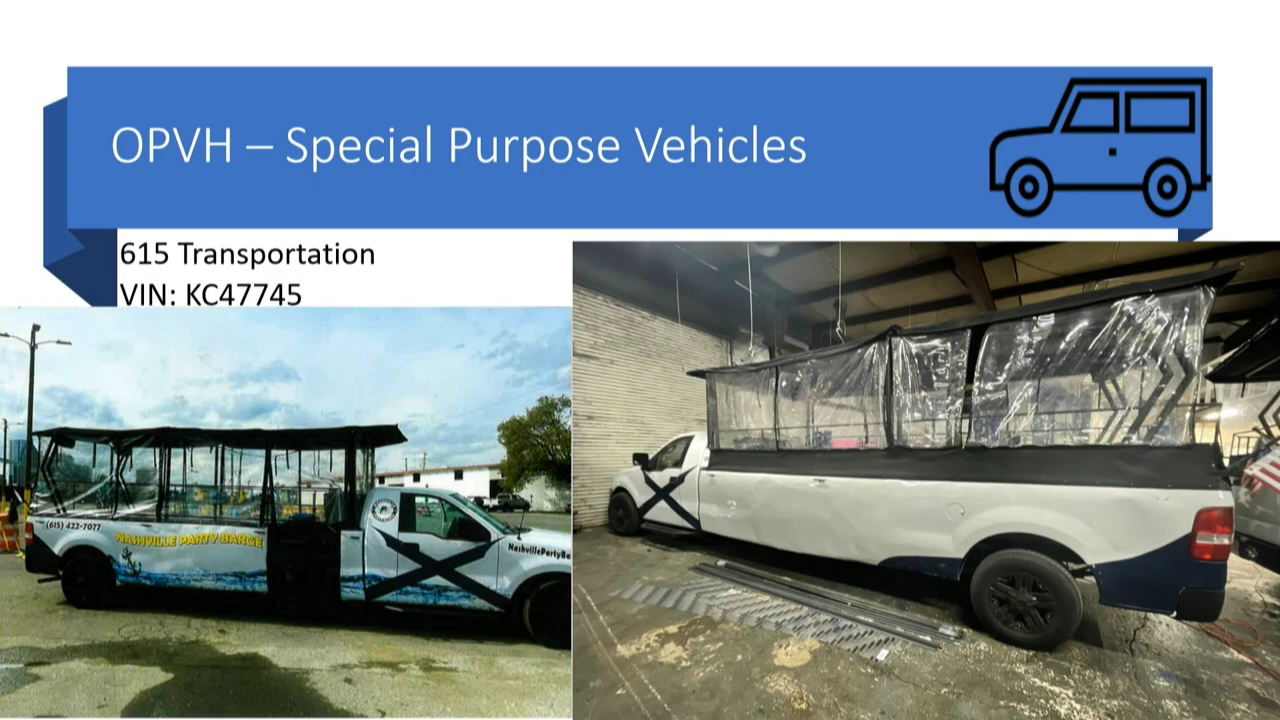 OPVH – Special Purpose Vehicles
615 Transportation
VIN: KC47745
(615) 422-7077
NASHVILLE PARTY BARGE
NashvillePartyBa